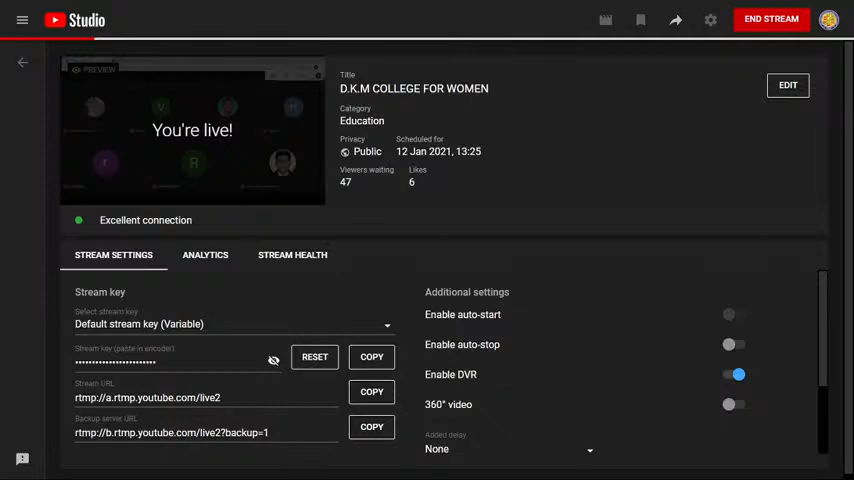 Studio
END STREAM
PREVIEW
You're live!
V
H
r
R
Title
D.K.M COLLEGE FOR WOMEN
EDIT
Category
Education
Privacy
Scheduled for
Public
12 Jan 2021, 13:25
Viewers waiting
Likes
47
6
Excellent connection
STREAM SETTINGS
ANALYTICS
STREAM HEALTH
Stream key
Select stream key
Default stream key (Variable)
Stream key (paste in encoder)
························
RESET
COPY
Stream URL
rtmp://a.rtmp.youtube.com/live2
COPY
Backup server URL
rtmp://b.rtmp.youtube.com/live2?backup=1
COPY
Additional settings
Enable auto-start
Enable auto-stop
Enable DVR
360° video
Added delay
None